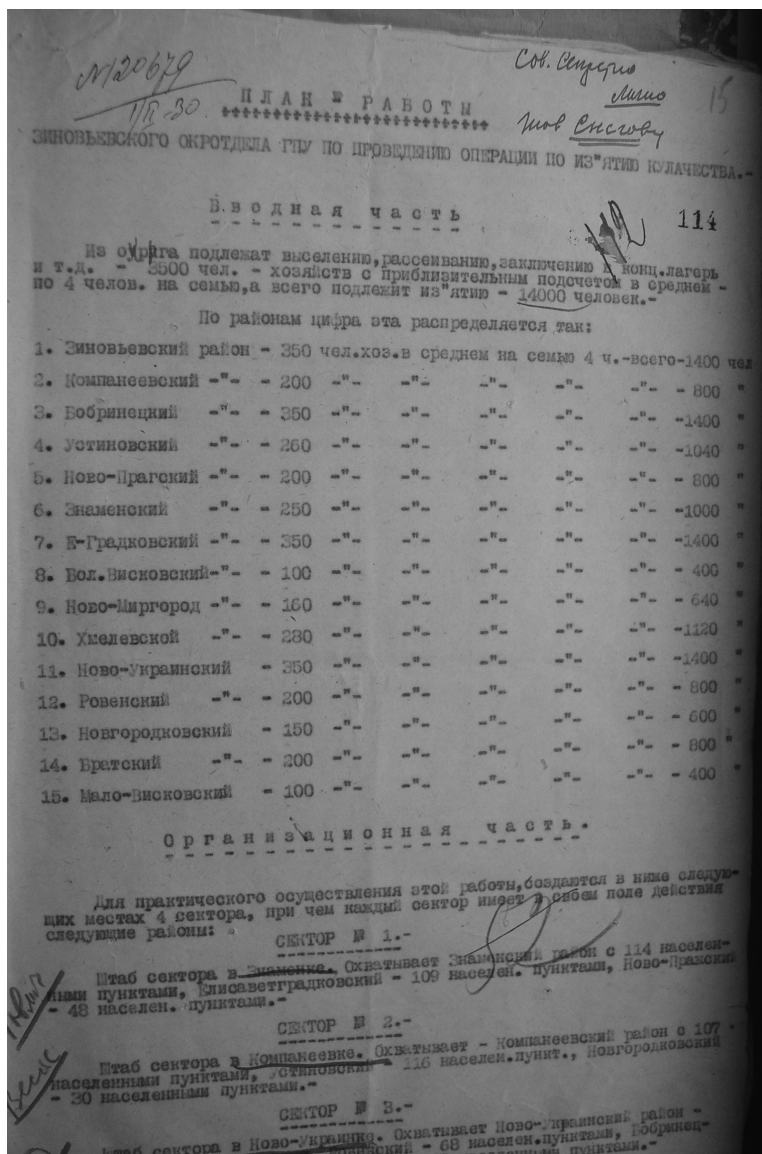 №20679
1/II-30.
Сов. Секретно
Лично
тов Снегову
15
ПЛАН РАБОТЫ
ЗИНОВЬЕВСКОГО ОКРОТДЕЛА ГПУ ПО ПРОВЕДЕНИЮ ОПЕРАЦИИ ПО ИЗ"ЯТИЮ КУЛАЧЕСТВА.-
Вводная часть
114
Из округа подлежат выселению,рассеиванию,заключению в конц.лагерь
и т.д. - 3500 чел. - хозяйств с приблизительным подсчетом в среднем -
по 4 челов. на семью,а всего подлежит из"ятию - 14000 человек.-
По районам цифра эта распределяется так:
1. Зиновьевский район - 350 чел.хоз.в среднем на семью 4 ч.-всего-1400 чел
2. Компанеевский -"- - 200 -"- -"- -"- -"- -"- - 800 "
3. Бобринецкий -"- - 350 -"- -"- -"- -"- -"- -1400 "
4. Устиновский -"- - 260 -"- -"- -"- -"- -"- -1040 "
5. Ново-Прагский -"- - 200 -"- -"- -"- -"- -"- - 800 "
6. Знаменский -"- - 250 -"- -"- -"- -"- -"- -1000 "
7. Е-Градковский -"- - 350 -"- -"- -"- -"- -"- -1400 "
8. Бол.Висковский-"- - 100 -"- -"- -"- -"- -"- - 400 "
9. Ново-Миргород -"- - 160 -"- -"- -"- -"- -"- - 640 "
10. Хмелевской -"- - 280 -"- -"- -"- -"- -"- -1120 "
11. Ново-Украинский - 350 -"- -"- -"- -"- -"- -1400 "
12. Ровенский -"- - 200 -"- -"- -"- -"- -"- - 800 "
13. Новгородковский - 150 -"- -"- -"- -"- -"- - 600 "
14. Братский -"- - 200 -"- -"- -"- -"- -"- - 800 "
15. Мало-Висковский - 100 -"- -"- -"- -"- -"- - 400 "
Организационная часть.
Для практического осуществления этой работы,создаются в ниже следую-
щих местах 4 сектора, при чем каждый сектор имеет в своем поле действия
следующие районы:
СЕКТОР № 1.-
Штаб сектора в Знаменке. Охватывает Знаменский район с 114 населен-
ными пунктами, Елисаветградковский - 109 населен. пунктами, Ново-Пражский
- 48 населен. пунктами.-
СЕКТОР № 2.-
Штаб сектора в Компанеевке. Охватывает - Компанеевский район с 107 -
населенными пунктами, Устиновский - 116 населен.пункт., Новгородковский
- 30 населенными пунктами.-
СЕКТОР № 3.-
Штаб сектора в Ново-Украинке. Охватывает Ново-Украинский район -
- 68 населен.пунктами, Бобринец-
пунктами.-